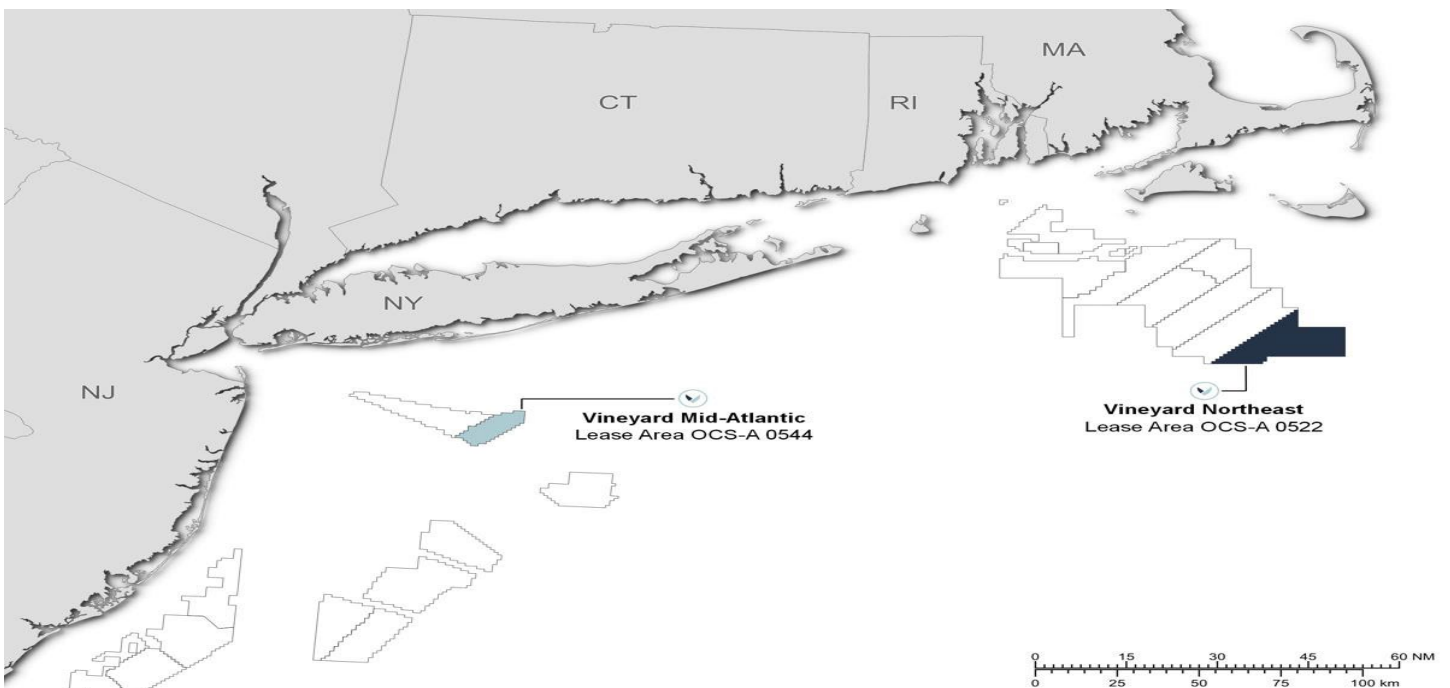 MA
CT
RI
NY
NJ
Vineyard Mid-Atlantic
Lease Area OCS-A 0544
Vineyard Northeast
Lease Area OCS-A 0522
0 15 30 45 60 NM
0 25 50 75 100 km